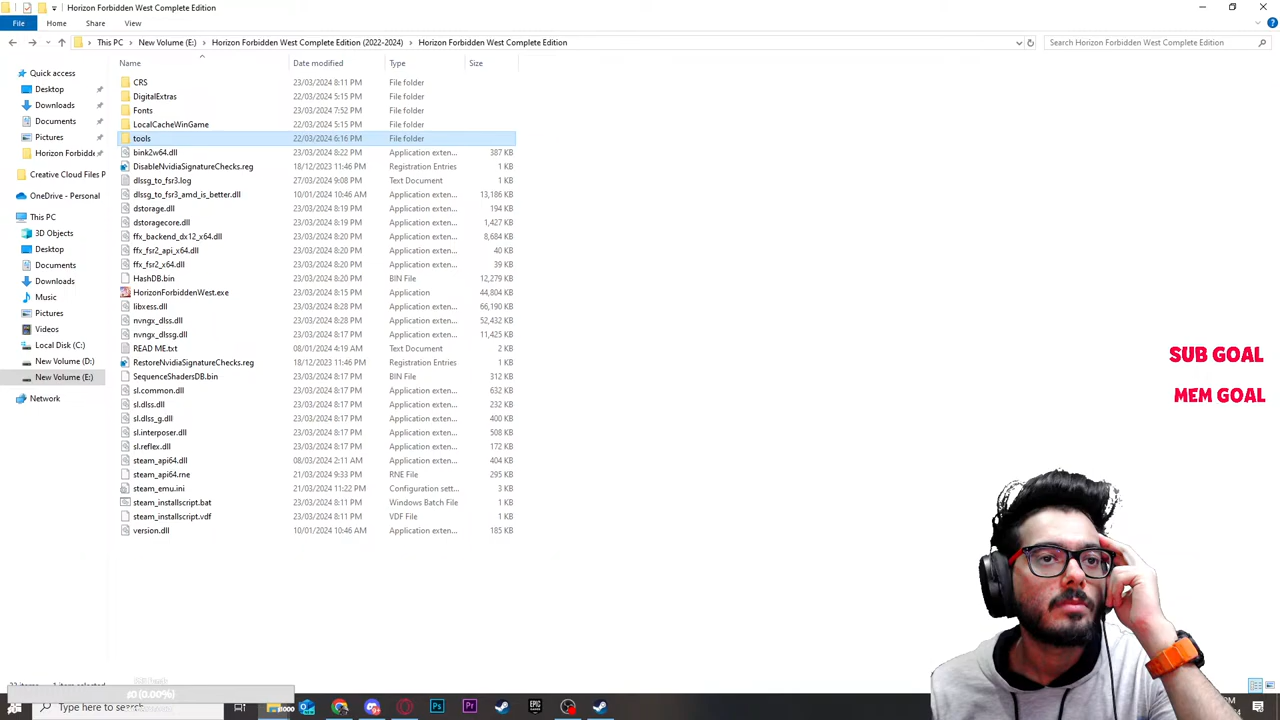 Horizon Forbidden West Complete Edition
File Home Share View
This PC > New Volume (E:) > Horizon Forbidden West Complete Edition (2022-2024) > Horizon Forbidden West Complete Edition
Search Horizon Forbidden West Complete Edition
Quick access
Desktop
Downloads
Documents
Pictures
Horizon Forbidde
Creative Cloud Files P
OneDrive - Personal
This PC
3D Objects
Desktop
Documents
Downloads
Music
Pictures
Videos
Local Disk (C:)
New Volume (D:)
New Volume (E:)
Network
Name Date modified Type Size
CRS 23/03/2024 8:11 PM File folder
DigitalExtras 22/03/2024 5:15 PM File folder
Fonts 23/03/2024 7:52 PM File folder
LocalCacheWinGame 22/03/2024 5:15 PM File folder
tools 22/03/2024 6:16 PM File folder
bink2w64.dll 23/03/2024 8:22 PM Application exten... 387 KB
DisableNvidiaSignatureChecks.reg 18/12/2023 11:46 PM Registration Entries 1 KB
dlssg_to_fsr3.log 27/03/2024 9:08 PM Text Document 1 KB
dlssg_to_fsr3_amd_is_better.dll 10/01/2024 10:46 AM Application exten... 13,186 KB
dstorage.dll 23/03/2024 8:19 PM Application exten... 194 KB
dstoragecore.dll 23/03/2024 8:19 PM Application exten... 1,427 KB
ffx_backend_dx12_x64.dll 23/03/2024 8:20 PM Application exten... 8,684 KB
ffx_fsr2_api_x64.dll 23/03/2024 8:20 PM Application exten... 40 KB
ffx_fsr2_x64.dll 23/03/2024 8:20 PM Application exten... 39 KB
HashDB.bin 23/03/2024 8:20 PM BIN File 12,279 KB
HorizonForbiddenWest.exe 23/03/2024 8:15 PM Application 44,804 KB
libxess.dll 23/03/2024 8:28 PM Application exten... 66,190 KB
nvngx_dlss.dll 23/03/2024 8:28 PM Application exten... 52,432 KB
nvngx_dlssg.dll 23/03/2024 8:17 PM Application exten... 11,425 KB
READ ME.txt 08/01/2024 4:19 AM Text Document 2 KB
RestoreNvidiaSignatureChecks.reg 18/12/2023 11:46 PM Registration Entries 1 KB
SequenceShadersDB.bin 23/03/2024 8:17 PM BIN File 312 KB
sl.common.dll 23/03/2024 8:17 PM Application exten... 632 KB
sl.dlss.dll 23/03/2024 8:17 PM Application exten... 232 KB
sl.dlss_g.dll 23/03/2024 8:17 PM Application exten... 400 KB
sl.interposer.dll 23/03/2024 8:17 PM Application exten... 508 KB
sl.reflex.dll 23/03/2024 8:17 PM Application exten... 172 KB
steam_api64.dll 08/03/2024 2:11 AM Application exten... 404 KB
steam_api64.rne 21/03/2024 9:33 PM RNE File 295 KB
steam_emu.ini 21/03/2024 11:22 PM Configuration sett... 3 KB
steam_installscript.bat 23/03/2024 8:11 PM Windows Batch File 1 KB
steam_installscript.vdf 23/03/2024 8:11 PM VDF File 1 KB
version.dll 10/01/2024 10:46 AM Application exten... 185 KB
SUB GOAL
MEM GOAL
$0 (0.00%)
Type here to search